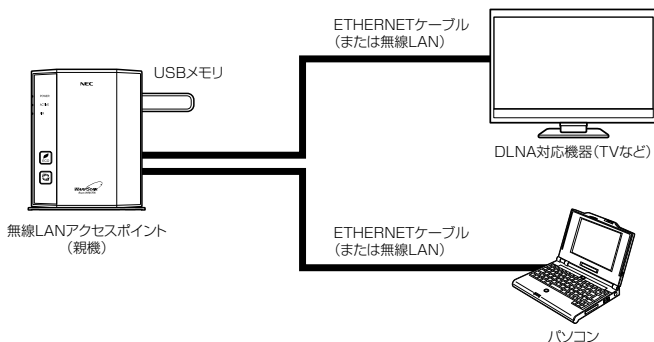 ETHERNETケーブル
（または無線LAN）
USBメモリ
NEC
POWER
ACTIVE
DLNA対応機器（TVなど）
無線LANアクセスポイント
（親機）
ETHERNETケーブル
（または無線LAN）
パソコン